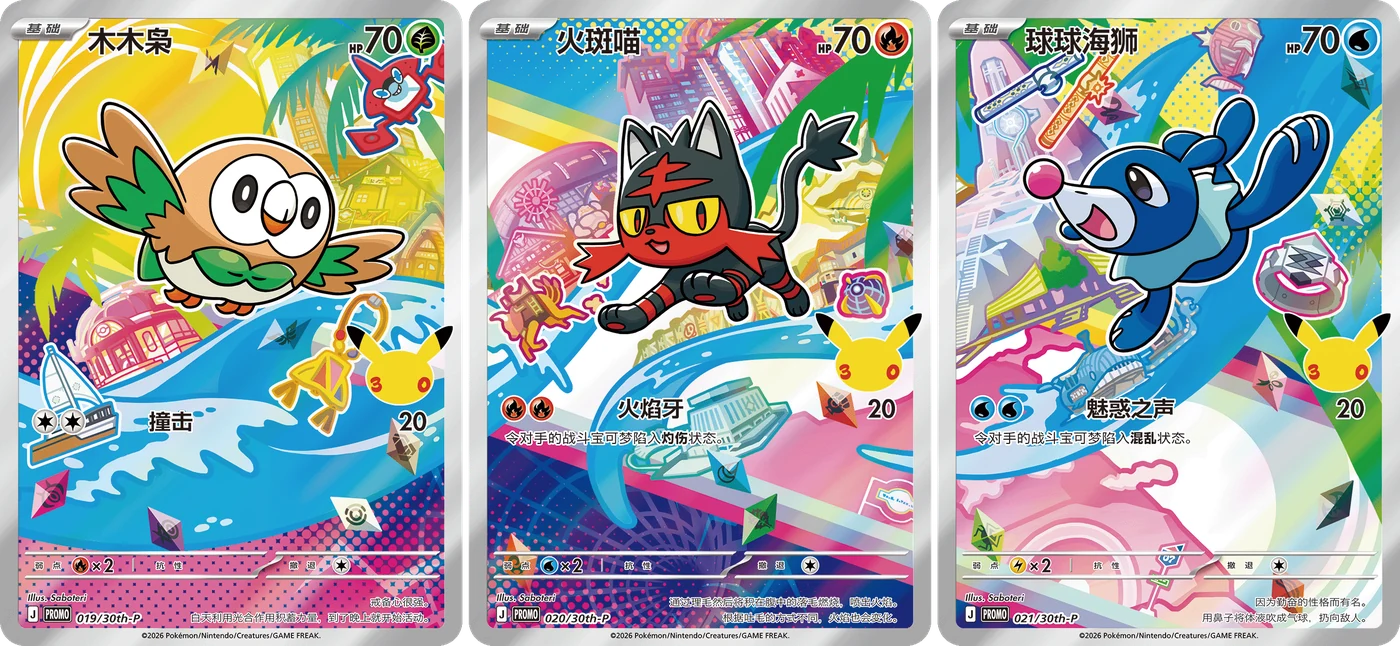 基础 木木枭 HP 70
撞击 20
弱点 ×2 抗性 撤退
Illus. Saboteri
戒备心很强。
J PROMO 019/30th-P
白天利用光合作用积蓄力量，到了晚上就开始活动。
©2026 Pokémon/Nintendo/Creatures/GAME FREAK.
基础 火斑喵 HP 70
火焰牙 20
令对手的战斗宝可梦陷入灼伤状态。
弱点 ×2 抗性 撤退
Illus. Saboteri
通过理毛然后将积在腹中的落毛燃烧，喷出火焰。
J PROMO 020/30th-P
根据吐毛的方式不同，火焰也会变化。
©2026 Pokémon/Nintendo/Creatures/GAME FREAK.
基础 球球海狮 HP 70
魅惑之声 20
令对手的战斗宝可梦陷入混乱状态。
弱点 ×2 抗性 撤退
Illus. Saboteri
因为勤奋的性格而有名。
J PROMO 021/30th-P
用鼻子将体液吹成气球，扔向敌人。
©2026 Pokémon/Nintendo/Creatures/GAME FREAK.
30
30
30